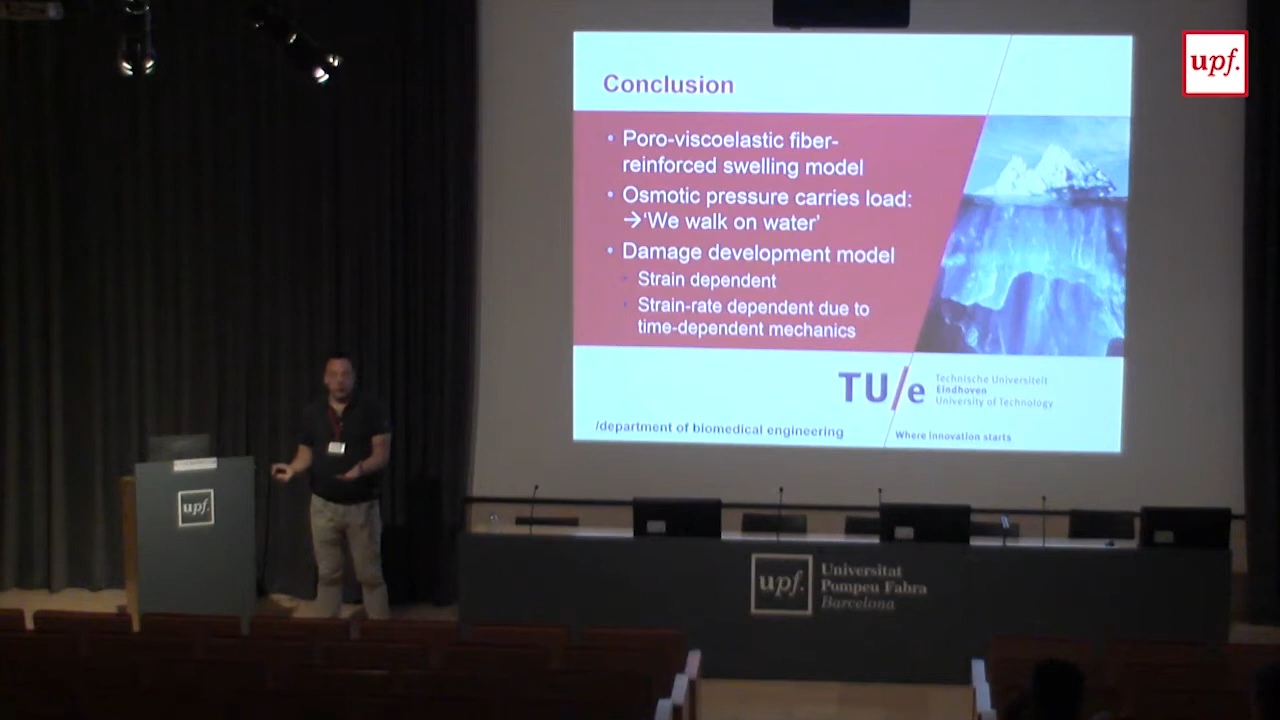 upf.
Conclusion
• Poro-viscoelastic fiber-
reinforced swelling model
• Osmotic pressure carries load:
→'We walk on water'
• Damage development model
Strain dependent
Strain-rate dependent due to
time-dependent mechanics
TU/e
Technische Universiteit
Eindhoven
University of Technology
/department of biomedical engineering
Where innovation starts
upf.
upf.
Universitat
Pompeu Fabra
Barcelona